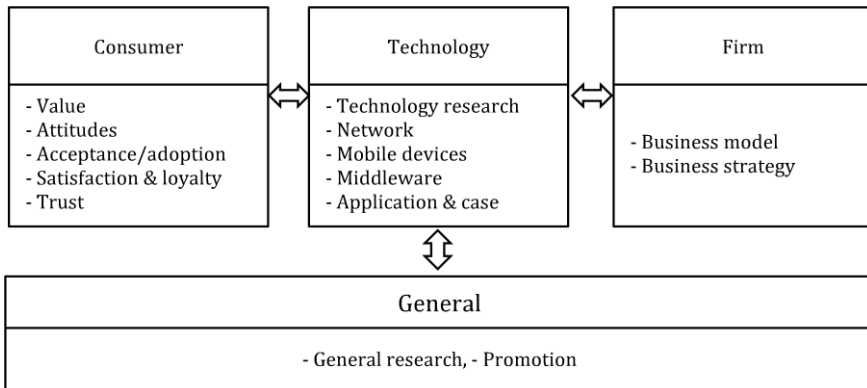 Consumer
- Value
- Attitudes
- Acceptance/adoption
- Satisfaction & loyalty
- Trust
Technology
- Technology research
- Network
- Mobile devices
- Middleware
- Application & case
Firm
- Business model
- Business strategy
General
- General research, - Promotion